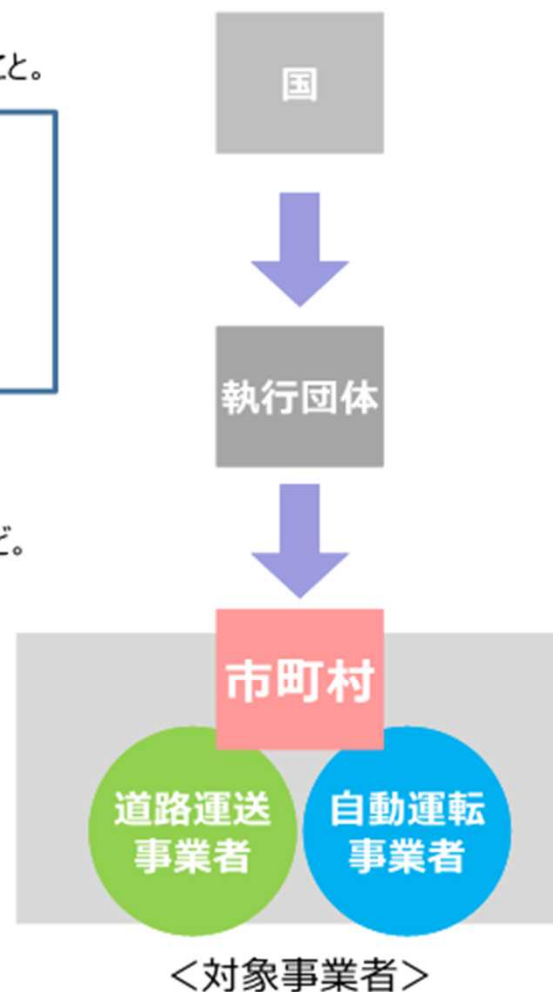 国
こと。
執行団体
ど。
市町村
道路運送
事業者
自動運転
事業者
＜対象事業者＞